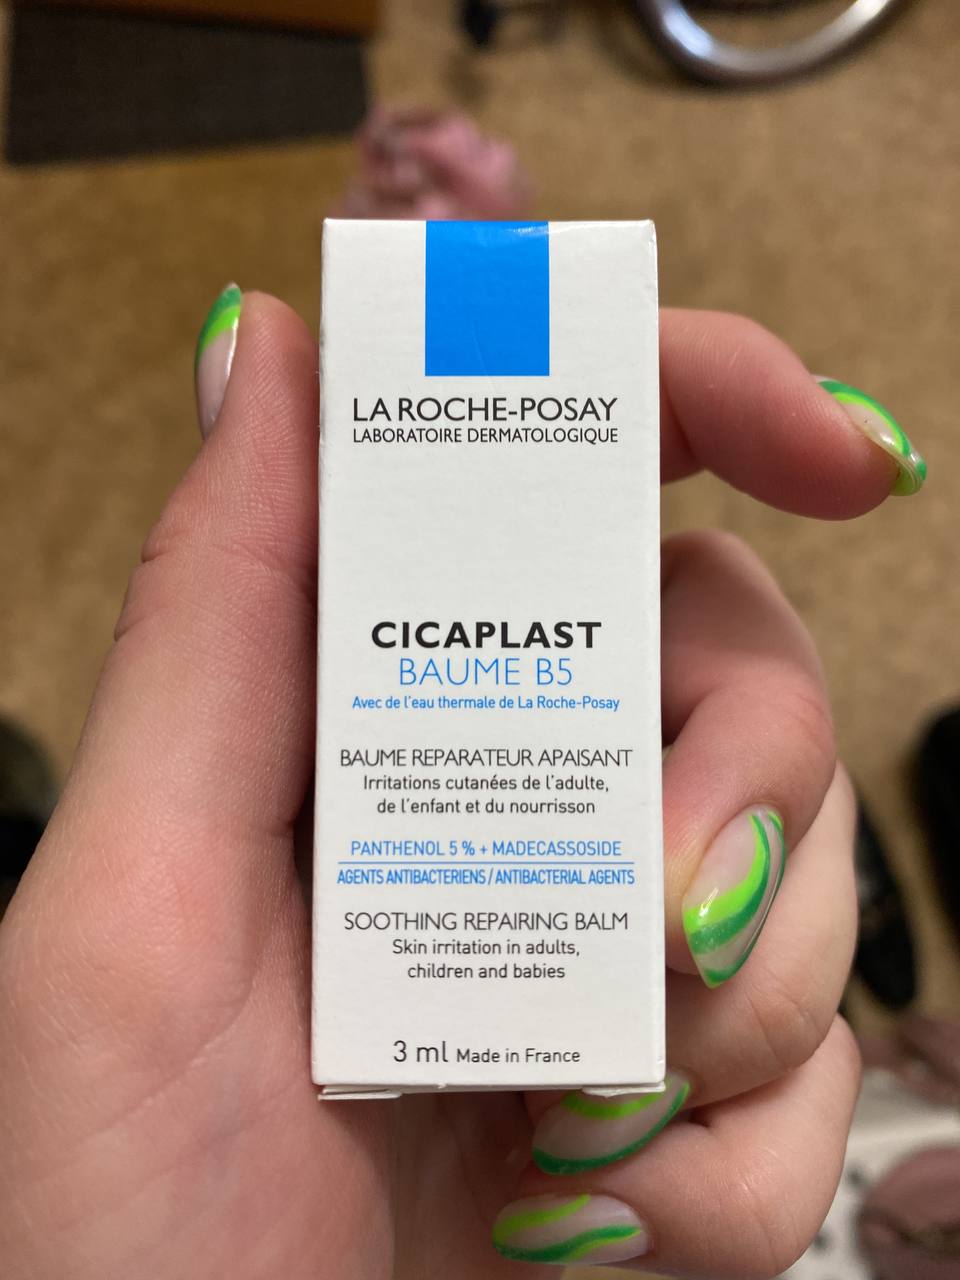 LA ROCHE-POSAY
LABORATOIRE DERMATOLOGIQUE
CICAPLAST
BAUME B5
Avec de l'eau thermale de La Roche-Posay
BAUME REPARATEUR APAISANT
Irritations cutanées de l'adulte,
de l'enfant et du nourrisson
PANTHENOL 5 % + MADECASSOSIDE
AGENTS ANTIBACTERIENS / ANTIBACTERIAL AGENTS
SOOTHING REPAIRING BALM
Skin irritation in adults,
children and babies
3 ml Made in France